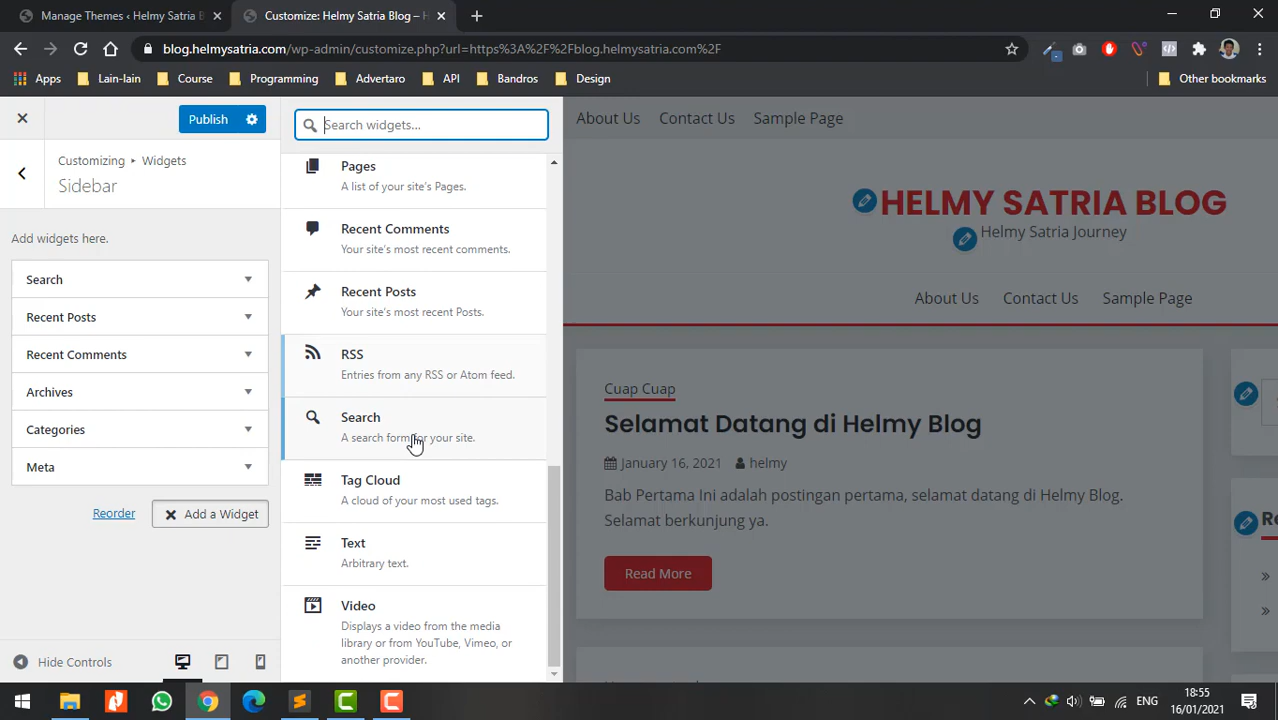 Manage Themes ‹ Helmy Satria B
Customize: Helmy Satria Blog – H
blog.helmysatria.com/wp-admin/customize.php?url=https%3A%2F%2Fblog.helmysatria.com%2F
Apps
Lain-lain
Course
Programming
Advertaro
API
Bandros
Design
Other bookmarks
Publish
Customizing ▸ Widgets
Sidebar
Add widgets here.
Search
Recent Posts
Recent Comments
Archives
Categories
Meta
Reorder
Add a Widget
Hide Controls
Search widgets...
Pages
A list of your site's Pages.
Recent Comments
Your site's most recent comments.
Recent Posts
Your site's most recent Posts.
RSS
Entries from any RSS or Atom feed.
Search
A search form for your site.
Tag Cloud
A cloud of your most used tags.
Text
Arbitrary text.
Video
Displays a video from the media
library or from YouTube, Vimeo, or
another provider.
About Us
Contact Us
Sample Page
HELMY SATRIA BLOG
Helmy Satria Journey
About Us
Contact Us
Sample Page
Cuap Cuap
Selamat Datang di Helmy Blog
January 16, 2021
helmy
Bab Pertama Ini adalah postingan pertama, selamat datang di Helmy Blog.
Selamat berkunjung ya.
Read More
ENG
18:55
16/01/2021